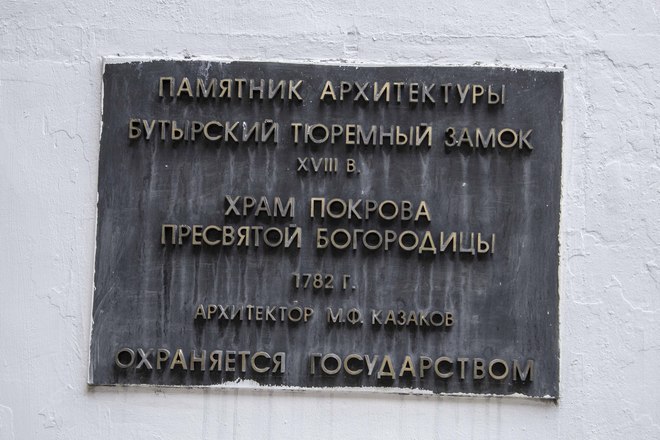 ПАМЯТНИК АРХИТЕКТУРЫ
БУТЫРСКИЙ ТЮРЕМНЫЙ ЗАМОК
XVIII В.
ХРАМ ПОКРОВА
ПРЕСВЯТОЙ БОГОРОДИЦЫ
1782 Г.
АРХИТЕКТОР М.Ф. КАЗАКОВ
ОХРАНЯЕТСЯ ГОСУДАРСТВОМ